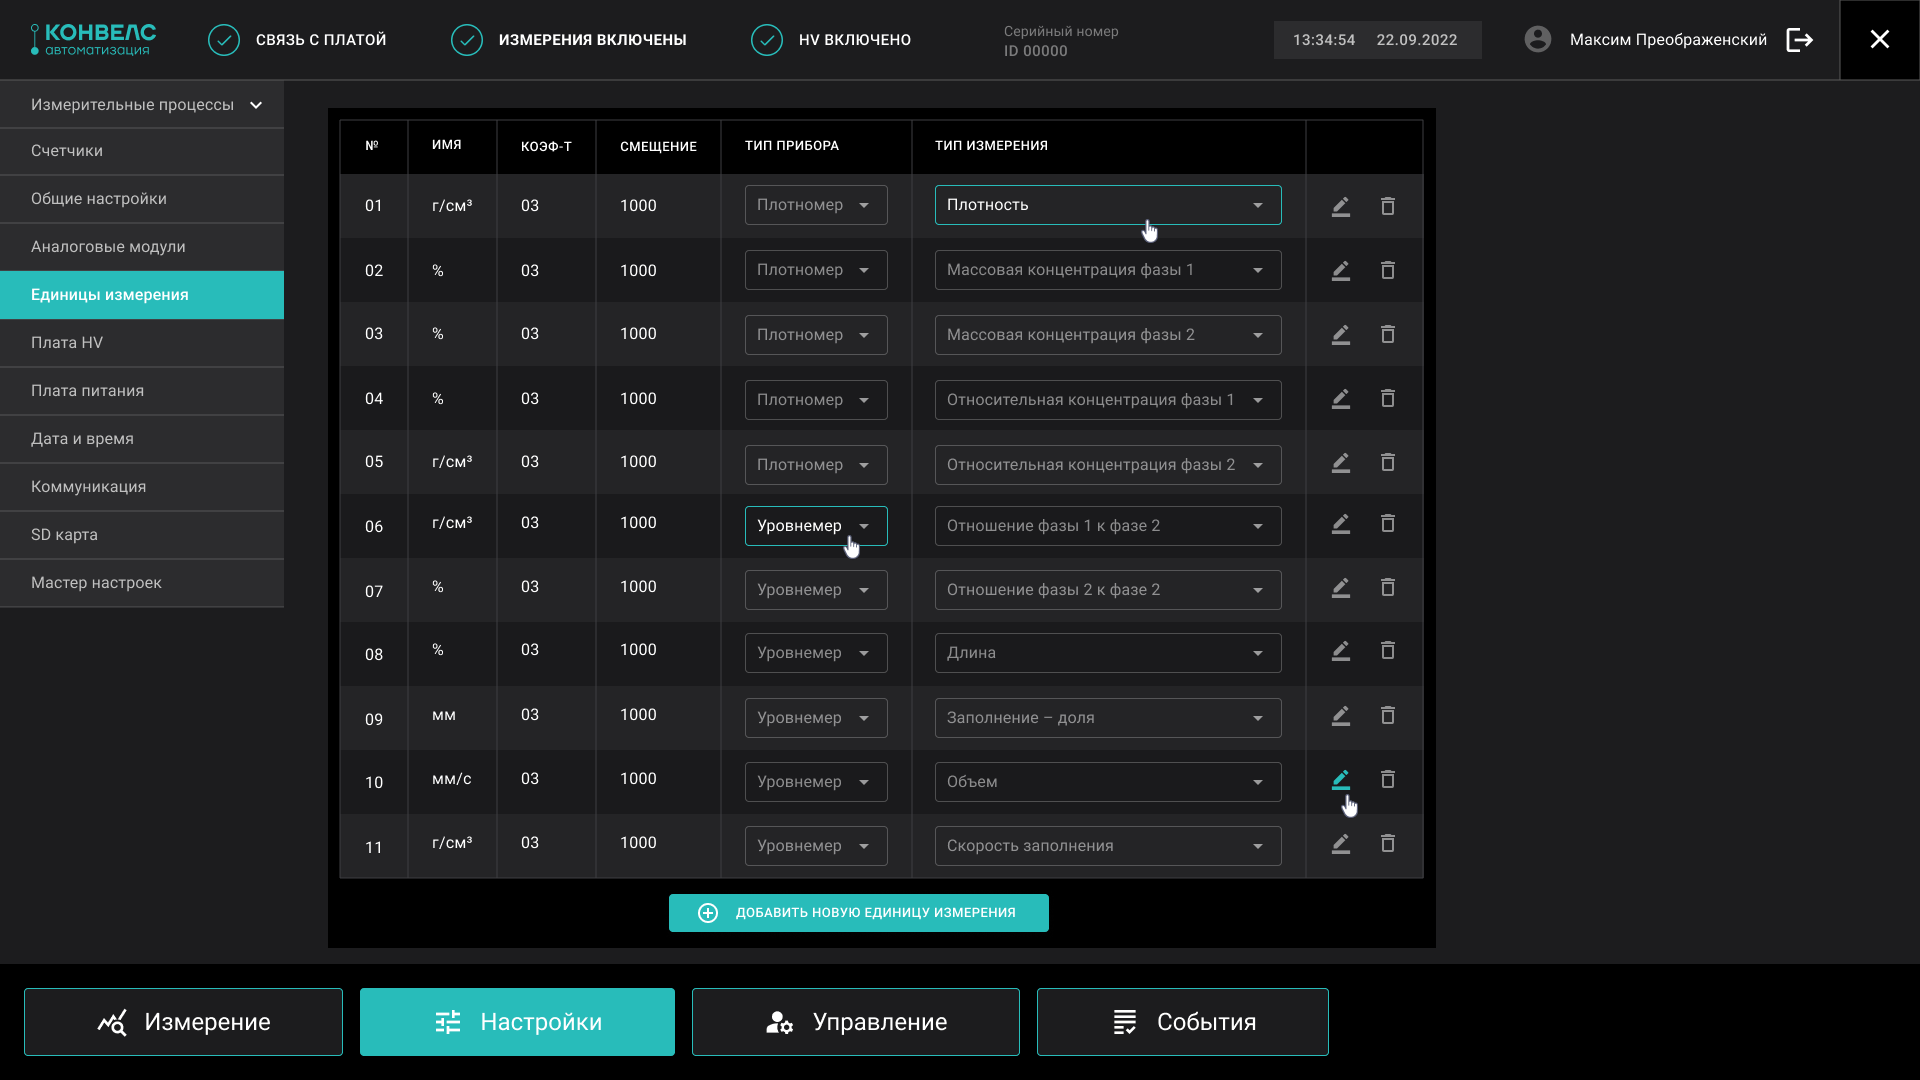 КОНВЕЛС
автоматизация
СВЯЗЬ С ПЛАТОЙ
ИЗМЕРЕНИЯ ВКЛЮЧЕНЫ
HV ВКЛЮЧЕНО
Серийный номер
ID 00000
13:34:54 22.09.2022
Максим Преображенский
Измерительные процессы
Счетчики
Общие настройки
Аналоговые модули
Единицы измерения
Плата HV
Плата питания
Дата и время
Коммуникация
SD карта
Мастер настроек
№ ИМЯ КОЭФ-Т СМЕЩЕНИЕ ТИП ПРИБОРА ТИП ИЗМЕРЕНИЯ
01 г/см³ 03 1000 Плотномер Плотность
02 % 03 1000 Плотномер Массовая концентрация фазы 1
03 % 03 1000 Плотномер Массовая концентрация фазы 2
04 % 03 1000 Плотномер Относительная концентрация фазы 1
05 г/см³ 03 1000 Плотномер Относительная концентрация фазы 2
06 г/см³ 03 1000 Уровнемер Отношение фазы 1 к фазе 2
07 % 03 1000 Уровнемер Отношение фазы 2 к фазе 2
08 % 03 1000 Уровнемер Длина
09 мм 03 1000 Уровнемер Заполнение – доля
10 мм/с 03 1000 Уровнемер Объем
11 г/см³ 03 1000 Уровнемер Скорость заполнения
ДОБАВИТЬ НОВУЮ ЕДИНИЦУ ИЗМЕРЕНИЯ
Измерение
Настройки
Управление
События